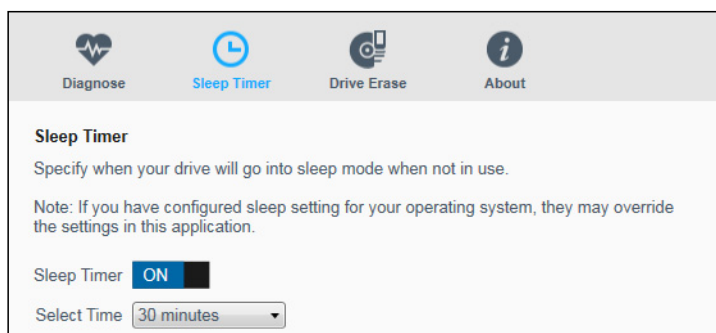 Diagnose Sleep Timer Drive Erase About
Sleep Timer
Specify when your drive will go into sleep mode when not in use.
Note: If you have configured sleep setting for your operating system, they may override
the settings in this application.
Sleep Timer ON
Select Time 30 minutes